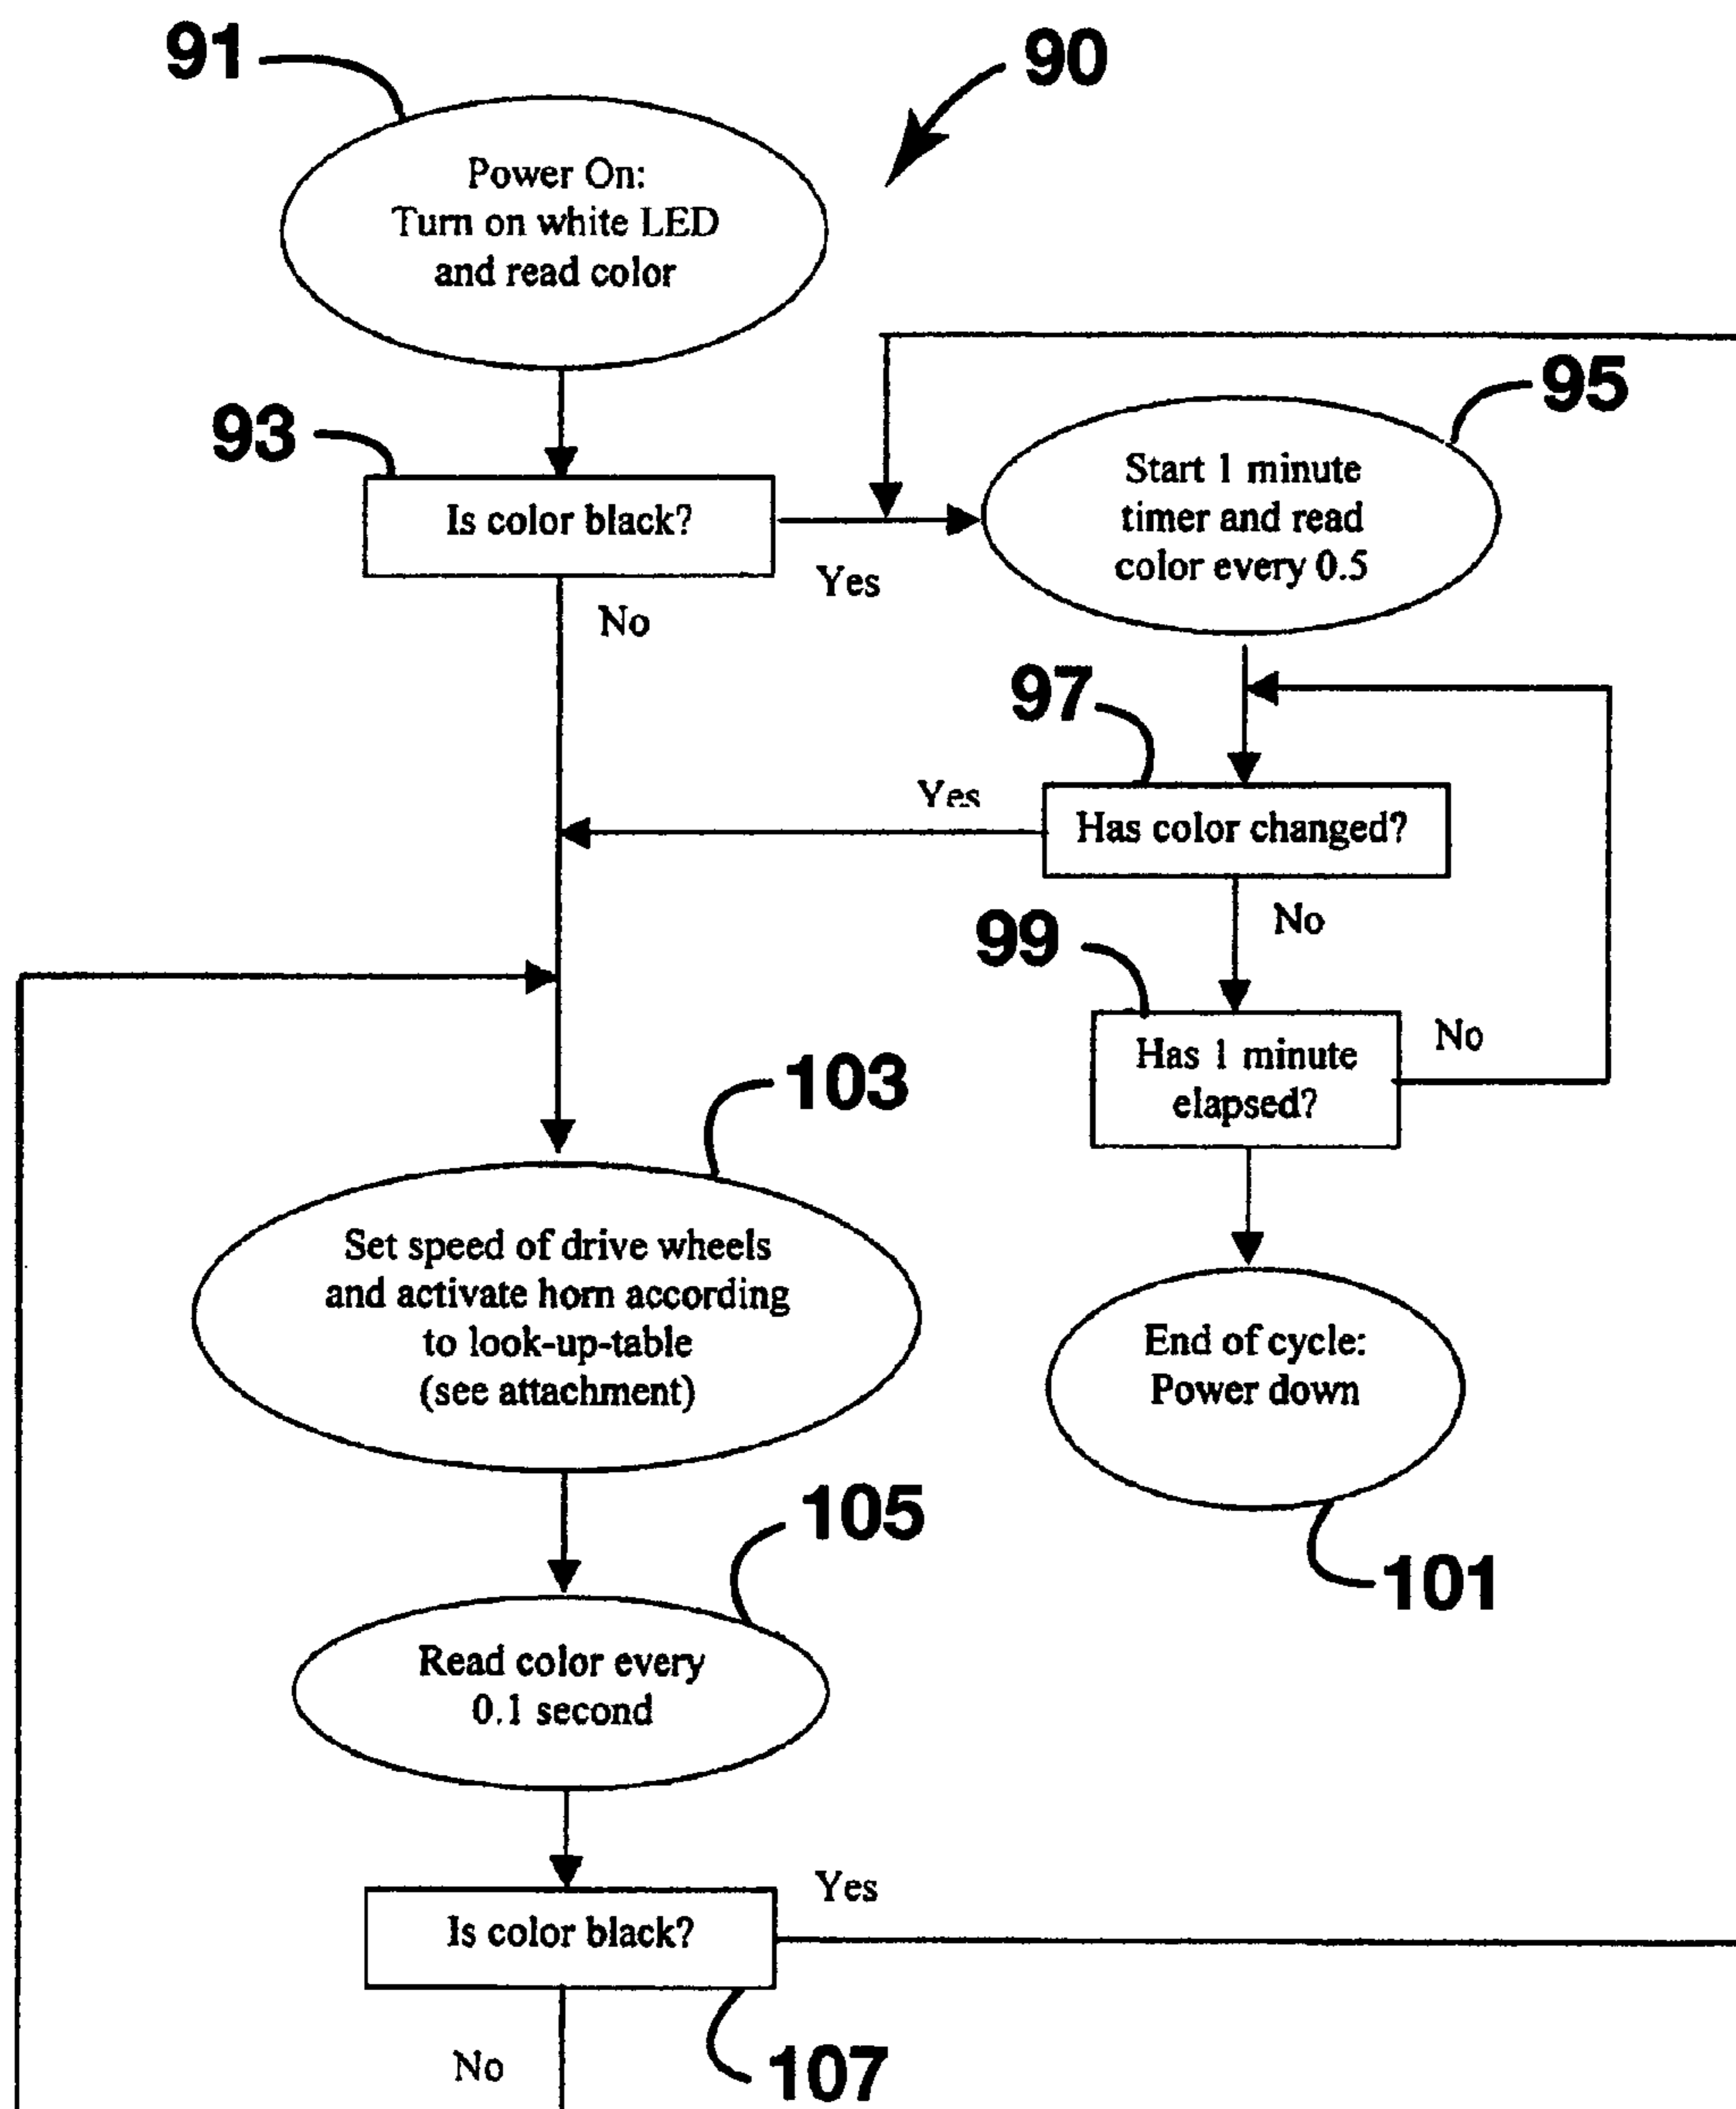 91
90
Power On:
Turn on white LED
and read color
93
Is color black?
Yes
No
95
Start 1 minute
timer and read
color every 0.5
97
Has color changed?
Yes
No
99
Has 1 minute
elapsed?
No
End of cycle:
Power down
101
103
Set speed of drive wheels
and activate horn according
to look-up-table
(see attachment)
105
Read color every
0.1 second
Is color black?
Yes
No
107